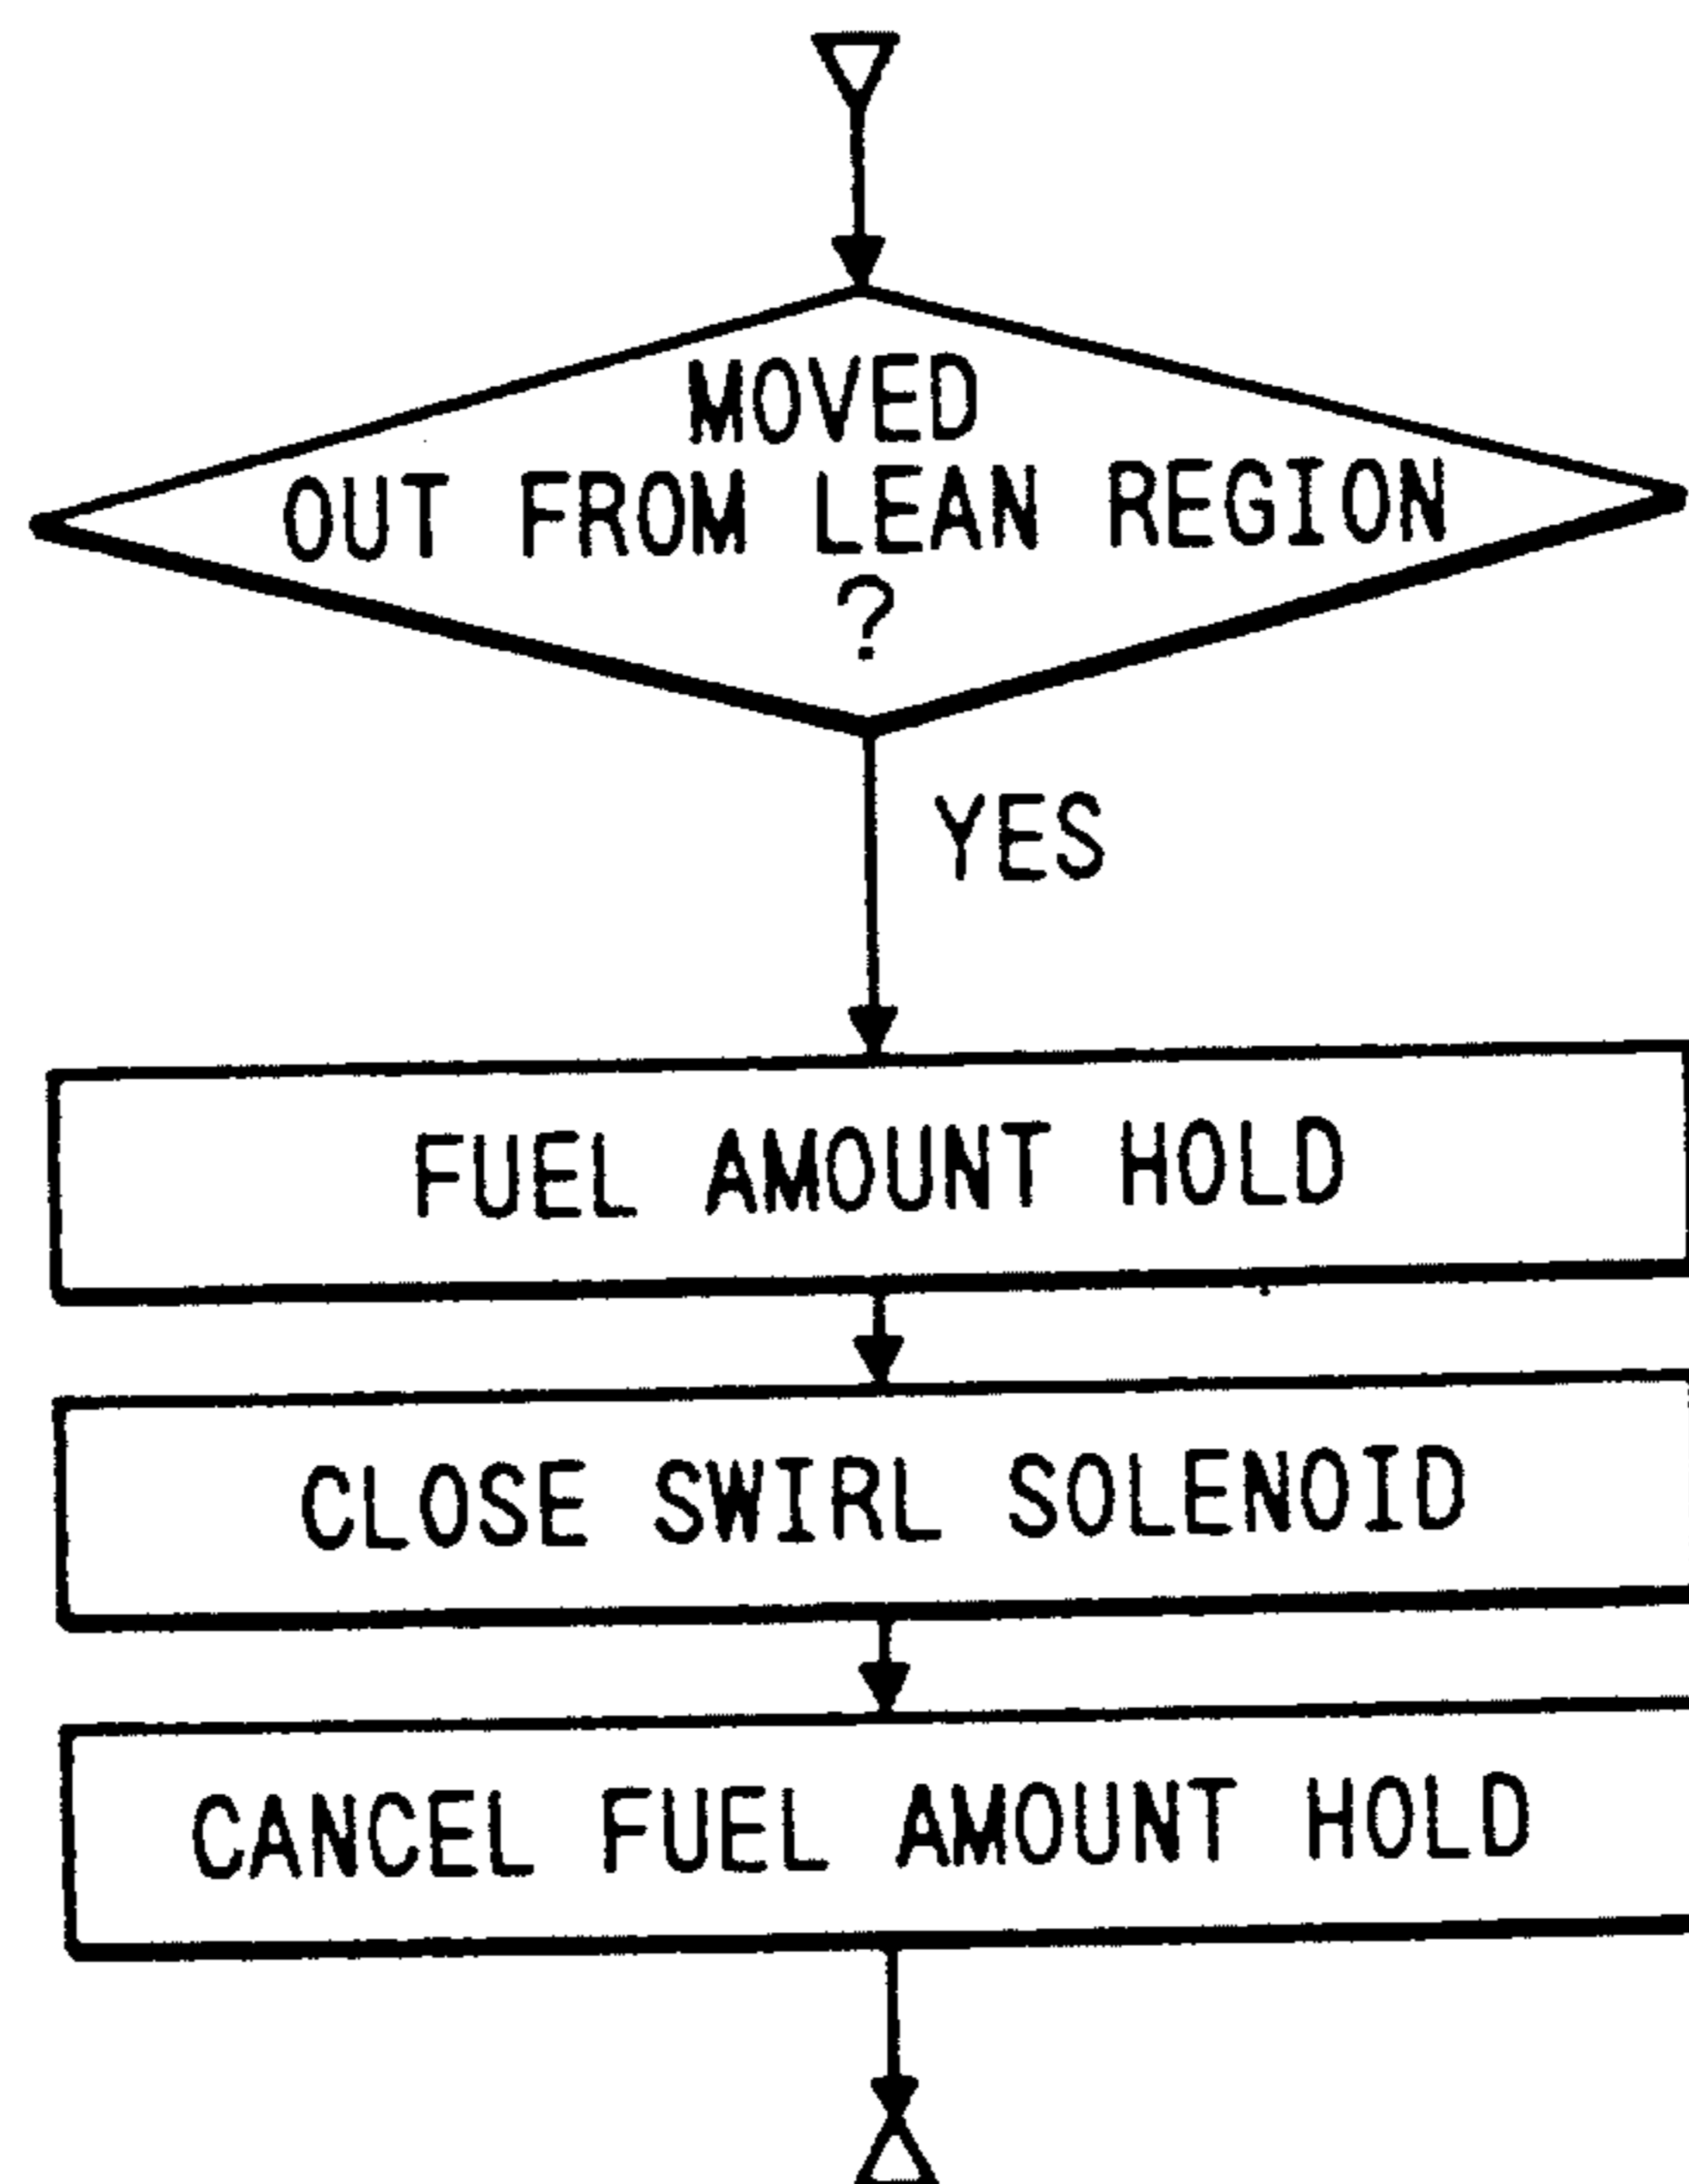 MOVED
OUT FROM LEAN REGION
?
YES
FUEL AMOUNT HOLD
CLOSE SWIRL SOLENOID
CANCEL FUEL AMOUNT HOLD